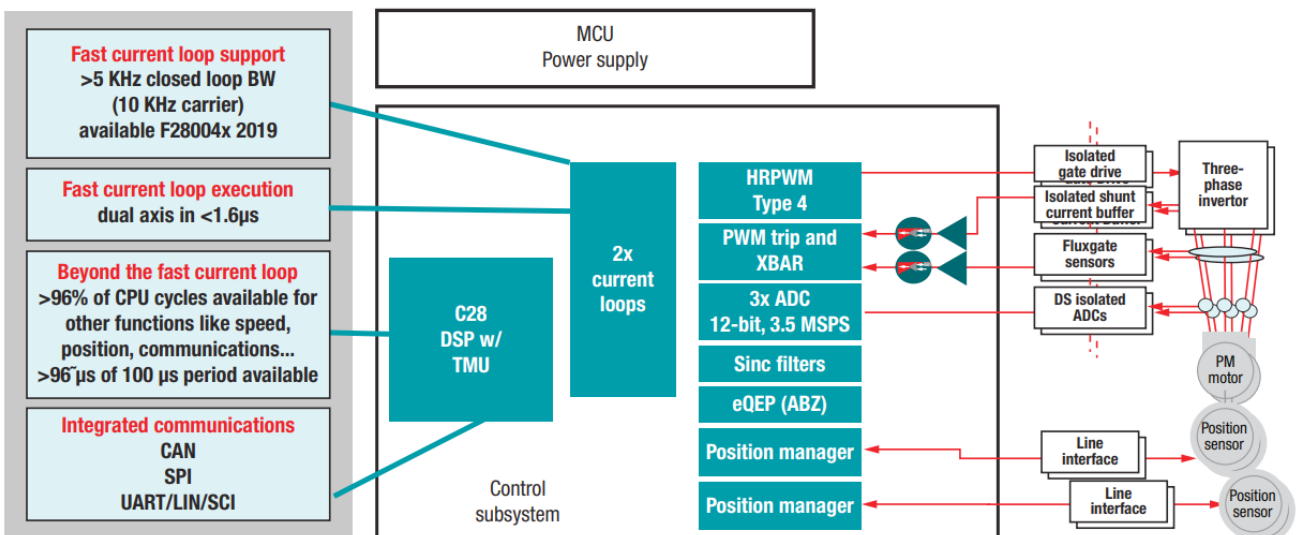 Fast current loop support
>5 KHz closed loop BW
(10 KHz carrier)
available F28004x 2019
Fast current loop execution
dual axis in <1.6µs
Beyond the fast current loop
>96% of CPU cycles available for
other functions like speed,
position, communications...
>96˜µs of 100 µs period available
Integrated communications
CAN
SPI
UART/LIN/SCI
MCU
Power supply
C28
DSP w/
TMU
2x
current
loops
Control
subsystem
HRPWM
Type 4
PWM trip and
XBAR
3x ADC
12-bit, 3.5 MSPS
Sinc filters
eQEP (ABZ)
Position manager
Position manager
Isolated
gate drive
Isolated shunt
current buffer
Fluxgate
sensors
DS isolated
ADCs
Line
interface
Line
interface
Three-
phase
invertor
PM
motor
Position
sensor
Position
sensor